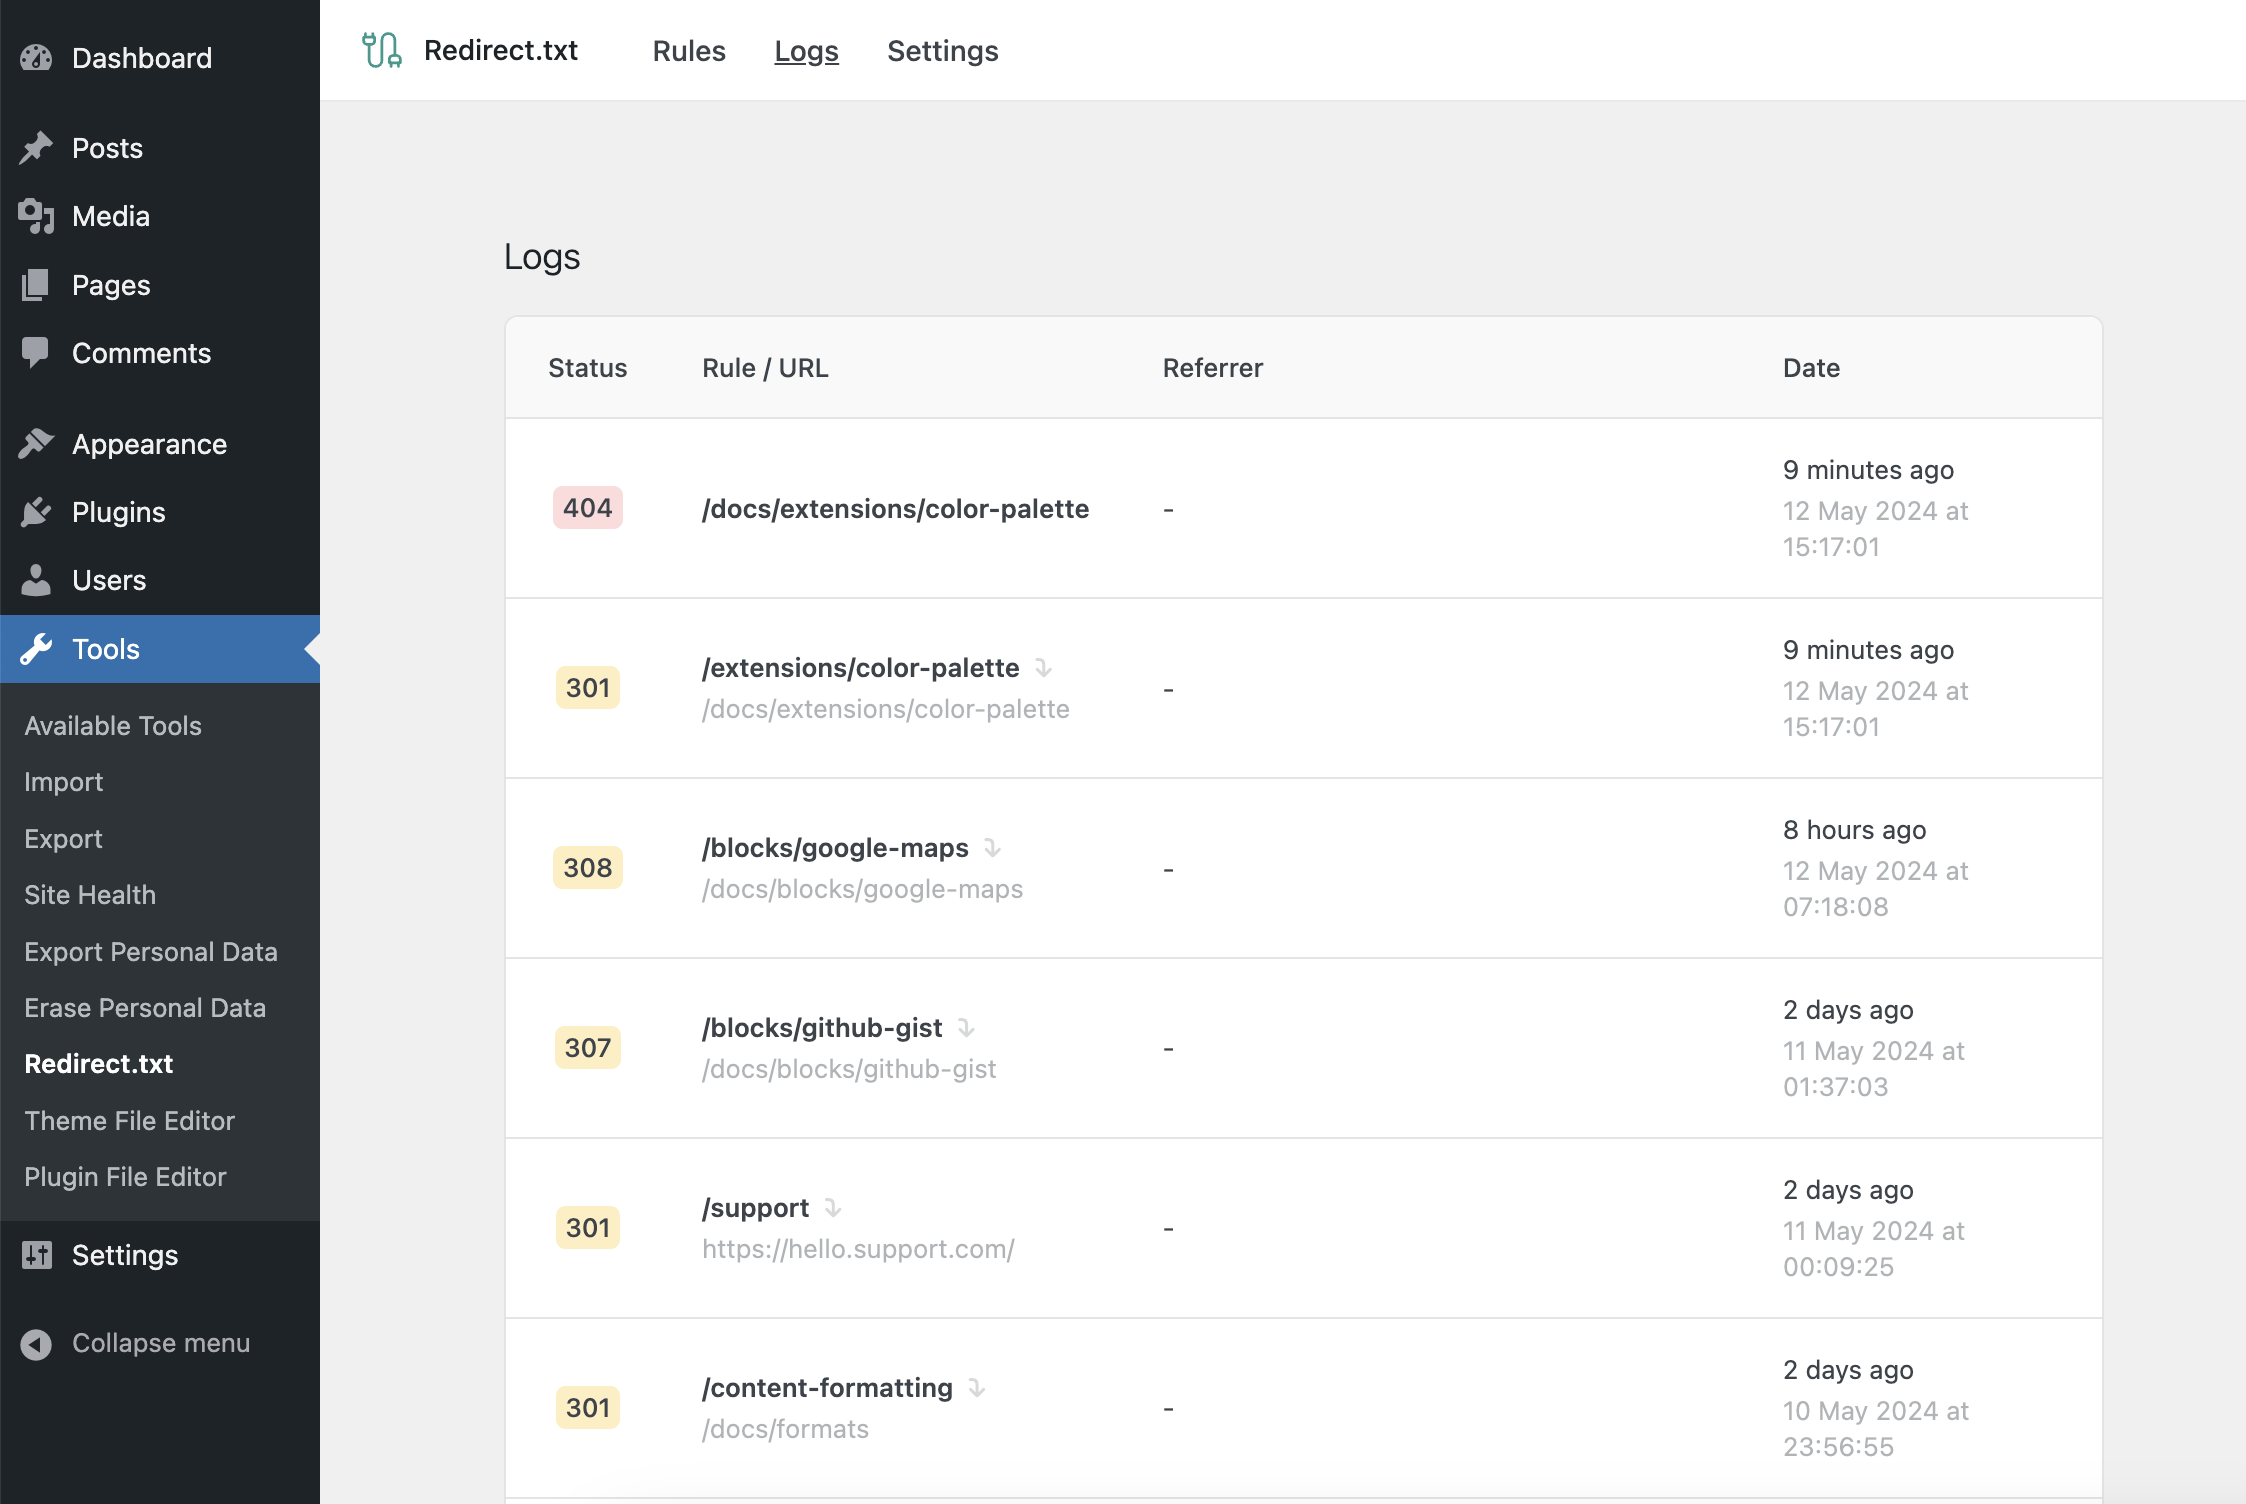 Dashboard
Posts
Media
Pages
Comments
Appearance
Plugins
Users
Tools
Available Tools
Import
Export
Site Health
Export Personal Data
Erase Personal Data
Redirect.txt
Theme File Editor
Plugin File Editor
Settings
Collapse menu
Redirect.txt Rules Logs Settings
Logs
Status Rule / URL Referrer Date
404 /docs/extensions/color-palette - 9 minutes ago
12 May 2024 at
15:17:01
301 /extensions/color-palette - 9 minutes ago
/docs/extensions/color-palette 12 May 2024 at
15:17:01
308 /blocks/google-maps - 8 hours ago
/docs/blocks/google-maps 12 May 2024 at
07:18:08
307 /blocks/github-gist - 2 days ago
/docs/blocks/github-gist 11 May 2024 at
01:37:03
301 /support - 2 days ago
https://hello.support.com/ 11 May 2024 at
00:09:25
301 /content-formatting - 2 days ago
/docs/formats 10 May 2024 at
23:56:55